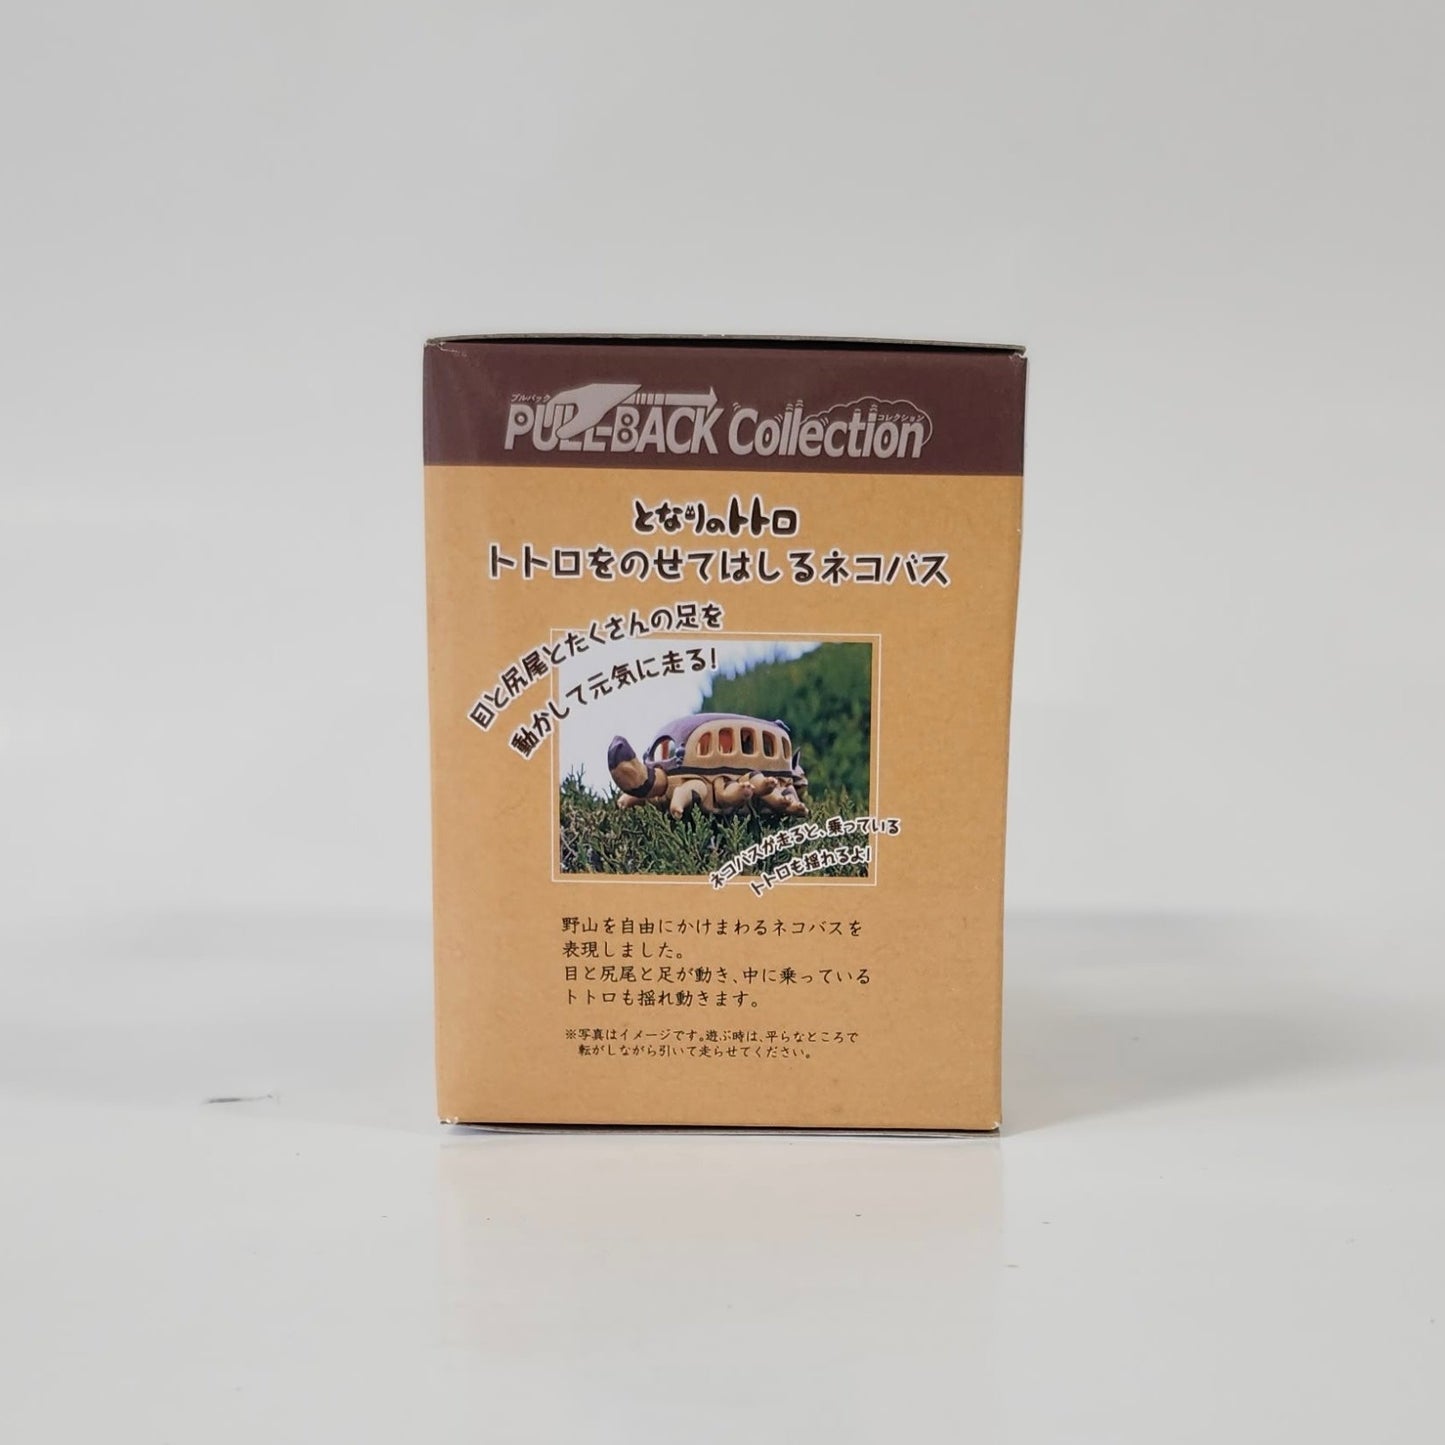 プルバック
コレクション
PULL-BACK Collection
となりのトトロ
トトロをのせてはしるネコバス
目と尻尾とたくさんの足を
動かして元気に走る!
ネコバスが走ると、乗っている
トトロも揺れるよ!
野山を自由にかけまわるネコバスを
表現しました。
目と尻尾と足が動き、中に乗っている
トトロも揺れ動きます。
※写真はイメージです。遊ぶ時は、平らなところで
転がしながら引いて走らせてください。